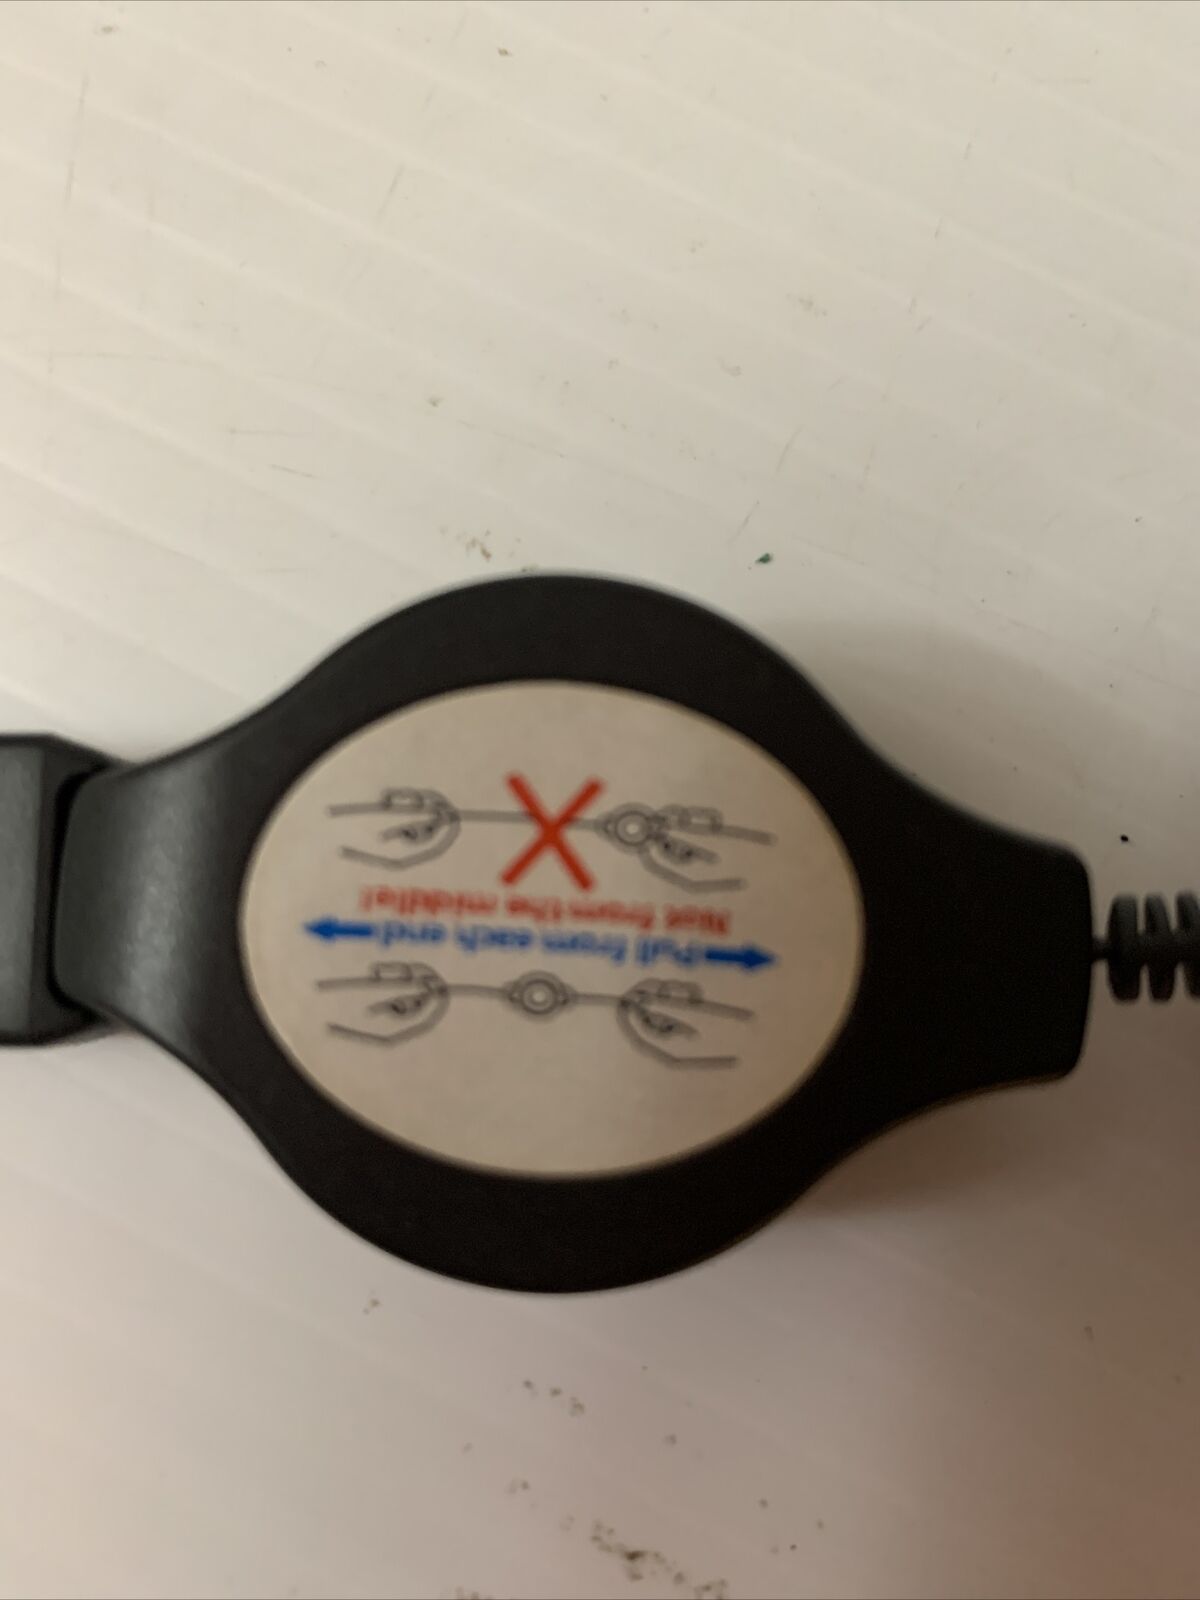 Pull from each end
Not from the middle!